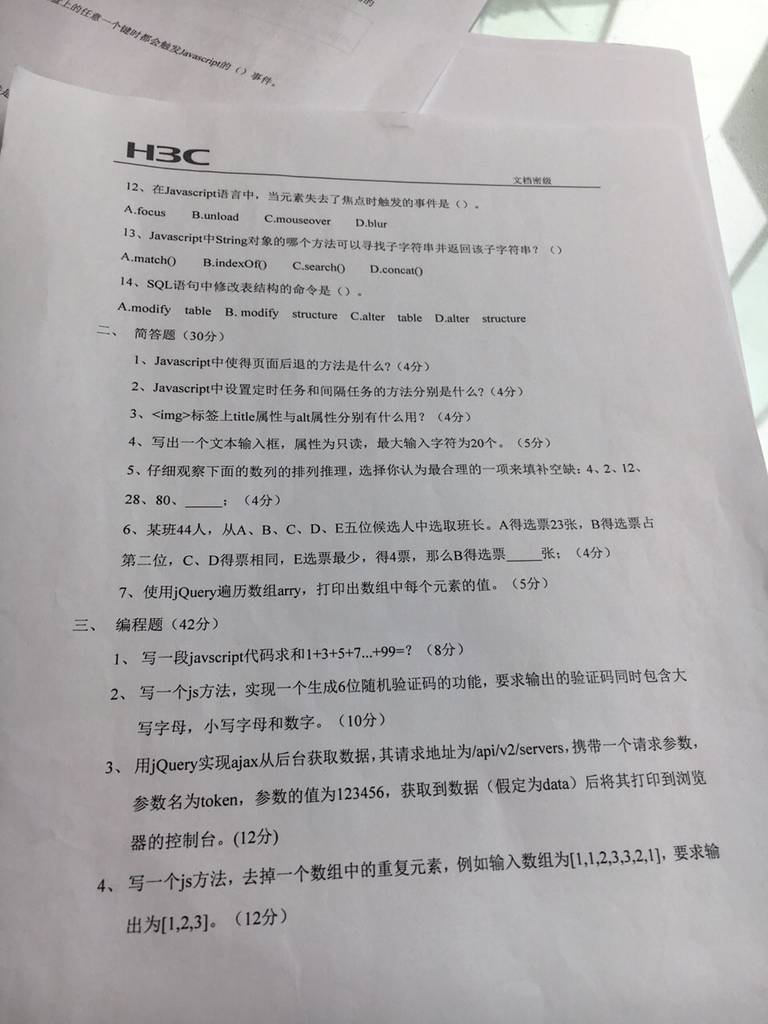 上的任意一个键时都会触发Javascript的（）事件。
H3C
文档密级
12、在Javascript语言中，当元素失去了焦点时触发的事件是（）。
A.focus B.unload C.mouseover D.blur
13、Javascript中String对象的哪个方法可以寻找子字符串并返回该子字符串？（）
A.match() B.indexOf() C.search() D.concat()
14、SQL语句中修改表结构的命令是（）。
A.modify table B. modify structure C.alter table D.alter structure
二、 简答题（30分）
1、Javascript中使得页面后退的方法是什么?（4分）
2、Javascript中设置定时任务和间隔任务的方法分别是什么?（4分）
3、<img>标签上title属性与alt属性分别有什么用？（4分）
4、写出一个文本输入框，属性为只读，最大输入字符为20个。（5分）
5、仔细观察下面的数列的排列推理，选择你认为最合理的一项来填补空缺：4、2、12、
28、80、_____；（4分）
6、某班44人，从A、B、C、D、E五位候选人中选取班长。A得选票23张，B得选票占
第二位，C、D得票相同，E选票最少，得4票，那么B得选票_____张；（4分）
7、使用jQuery遍历数组arry，打印出数组中每个元素的值。（5分）
三、 编程题（42分）
1、 写一段javscript代码求和1+3+5+7...+99=？（8分）
2、 写一个js方法，实现一个生成6位随机验证码的功能，要求输出的验证码同时包含大
写字母，小写字母和数字。（10分）
3、 用jQuery实现ajax从后台获取数据，其请求地址为/api/v2/servers，携带一个请求参数，
参数名为token，参数的值为123456，获取到数据（假定为data）后将其打印到浏览
器的控制台。(12分)
4、 写一个js方法，去掉一个数组中的重复元素，例如输入数组为[1,1,2,3,3,2,1]，要求输
出为[1,2,3]。（12分）